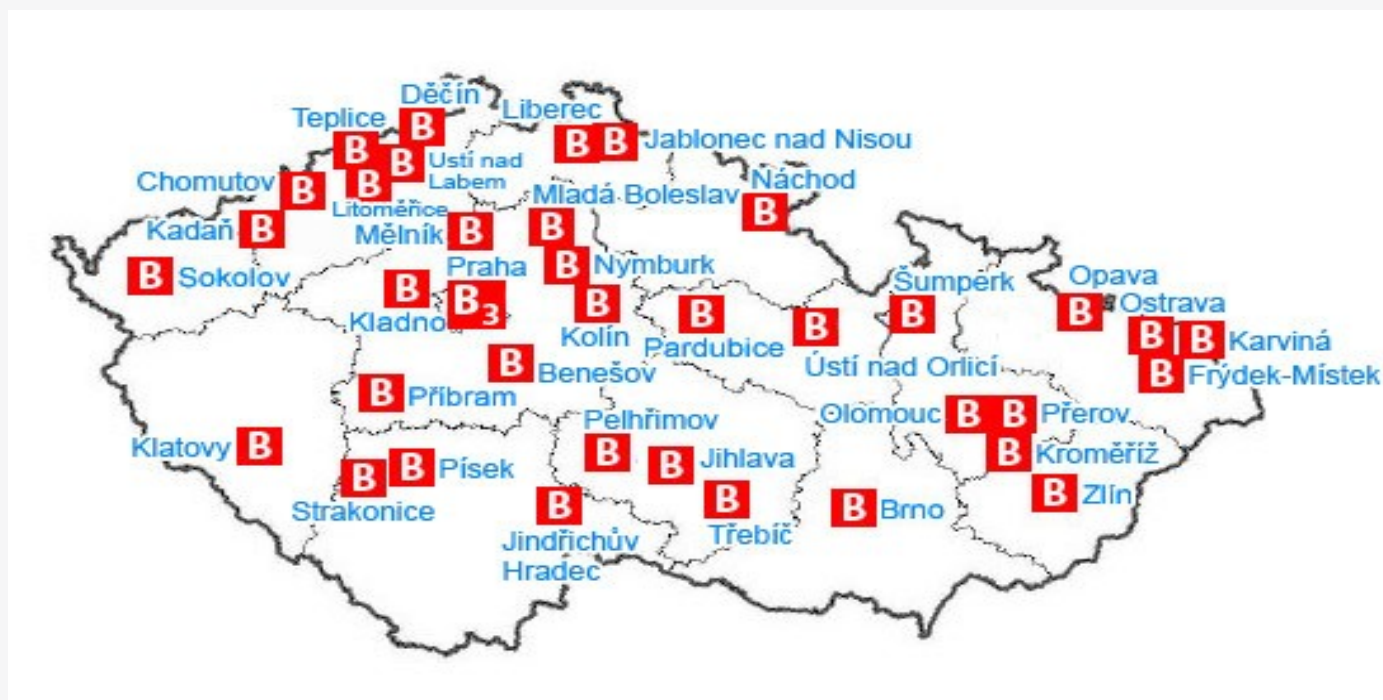 Děčín
B
Teplice
B
Liberec
B
B
Jablonec nad Nisou
B
Ustí nad
Labem
Chomutov
B
B
Litoměřice
Mladá Boleslav
B
Náchod
B
Kadaň
B
Mělník
B
Sokolov
B
Praha
B3
Nymburk
B
Kladno
B
Kolín
B
Pardubice
B
Šumperk
B
Ústí nad Orlicí
B
Opava
B
Ostrava
B
Karviná
B
Frýdek-Místek
B
Benešov
B
Příbram
B
Klatovy
B
Písek
B
Strakonice
B
Pelhřimov
B
Jihlava
B
Třebíč
B
Jindřichův
Hradec
B
Olomouc
B
B
Přerov
B
Kroměříž
B
Zlín
B
Brno
B